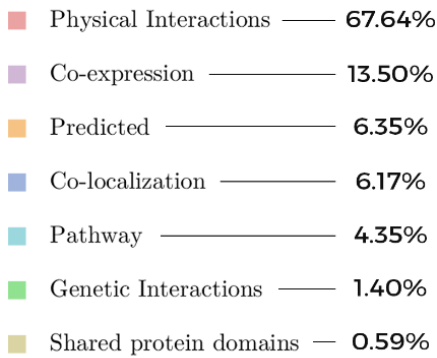 Physical Interactions 67.64%
Co-expression 13.50%
Predicted 6.35%
Co-localization 6.17%
Pathway 4.35%
Genetic Interactions 1.40%
Shared protein domains 0.59%